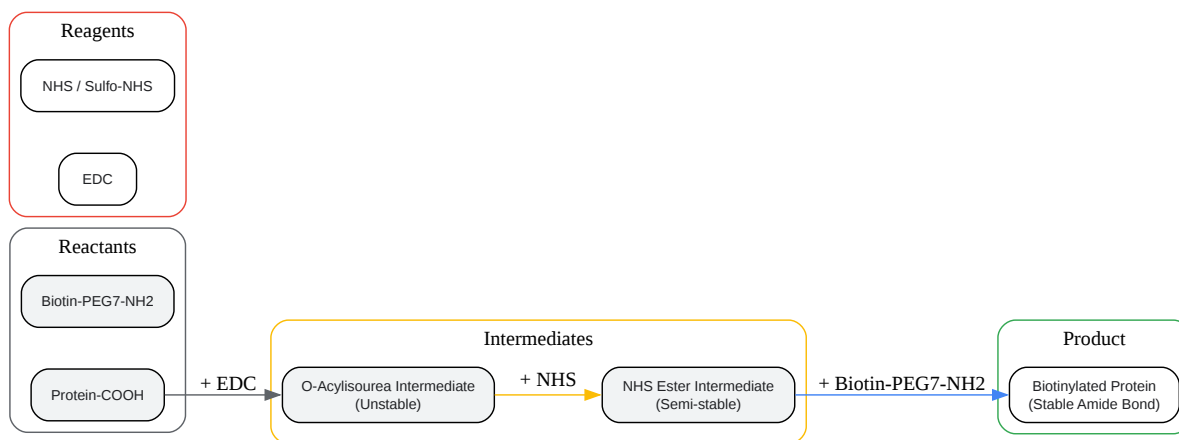 Reagents
NHS / Sulfo-NHS
EDC
Reactants
Biotin-PEG7-NH2
Protein-COOH
+ EDC
Intermediates
O-Acylisourea Intermediate
(Unstable)
+ NHS
NHS Ester Intermediate
(Semi-stable)
+ Biotin-PEG7-NH2
Product
Biotinylated Protein
(Stable Amide Bond)